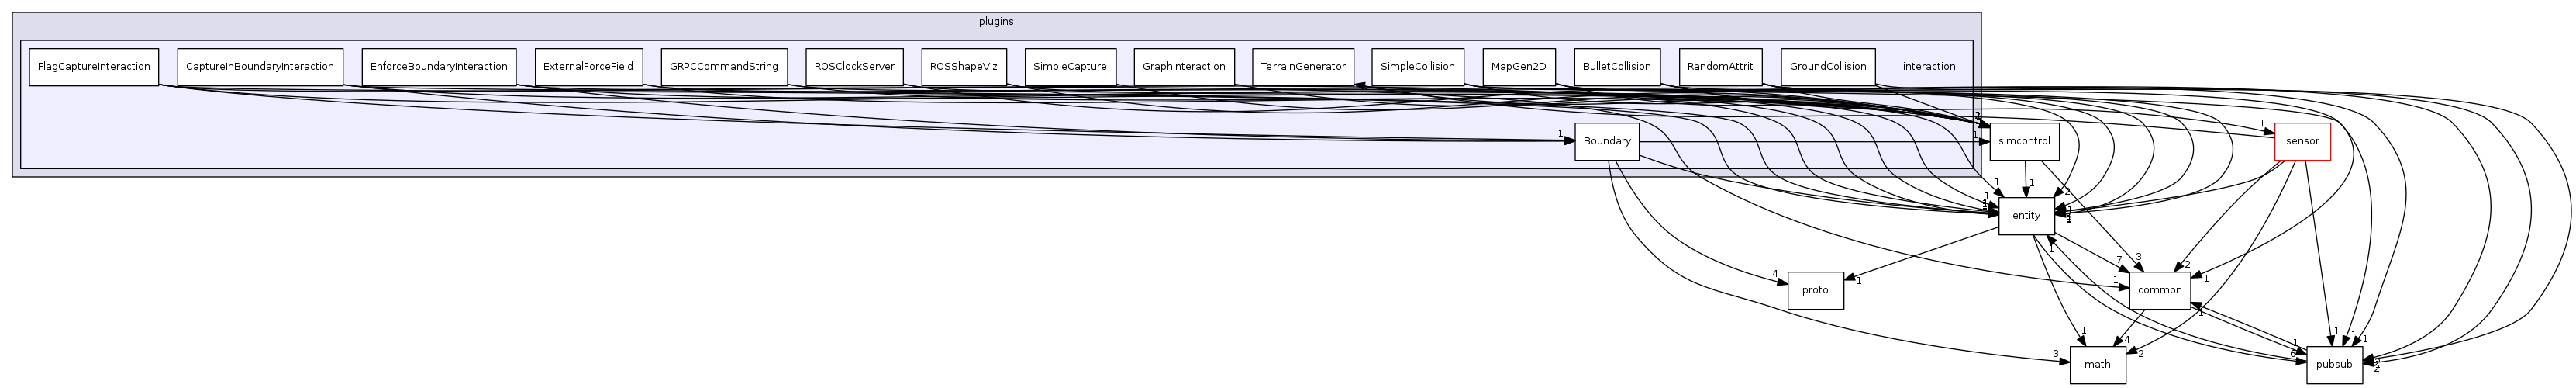 plugins
FlagCaptureInteraction
CaptureInBoundaryInteraction
EnforceBoundaryInteraction
ExternalForceField
GRPCCommandString
ROSClockServer
ROSShapeViz
SimpleCapture
GraphInteraction
TerrainGenerator
SimpleCollision
MapGen2D
BulletCollision
RandomAttrit
GroundCollision
interaction
1
1
1
1
Boundary
simcontrol
sensor
1
1
2
1
entity
1
4
1
proto
7
3
2
1
1
common
1
1
4
3
2
math
1
1
1
1
6
2
pubsub